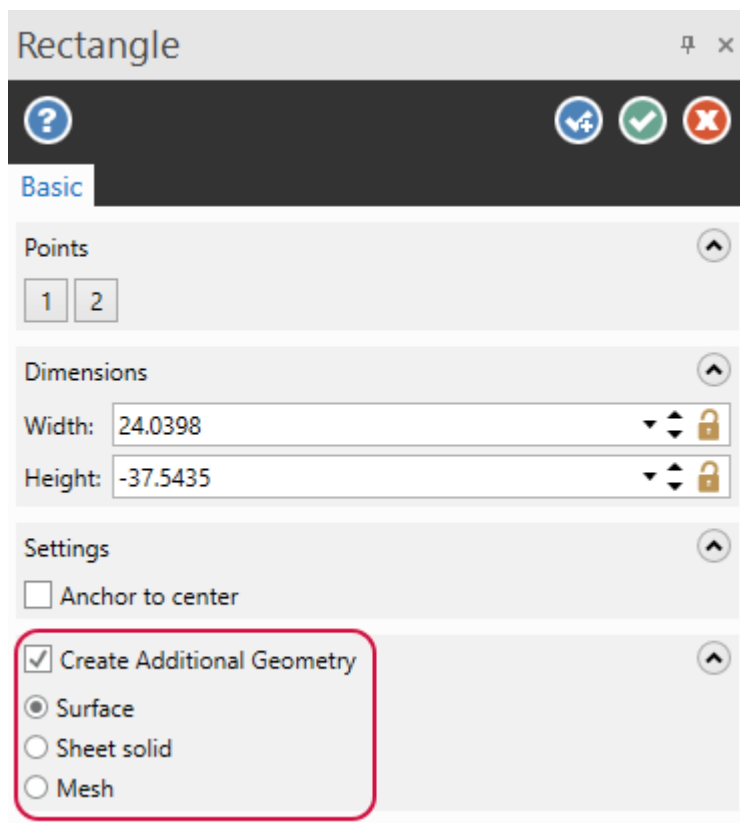 Rectangle
?
Basic
Points
1 2
Dimensions
Width: 24.0398
Height: -37.5435
Settings
Anchor to center
Create Additional Geometry
Surface
Sheet solid
Mesh